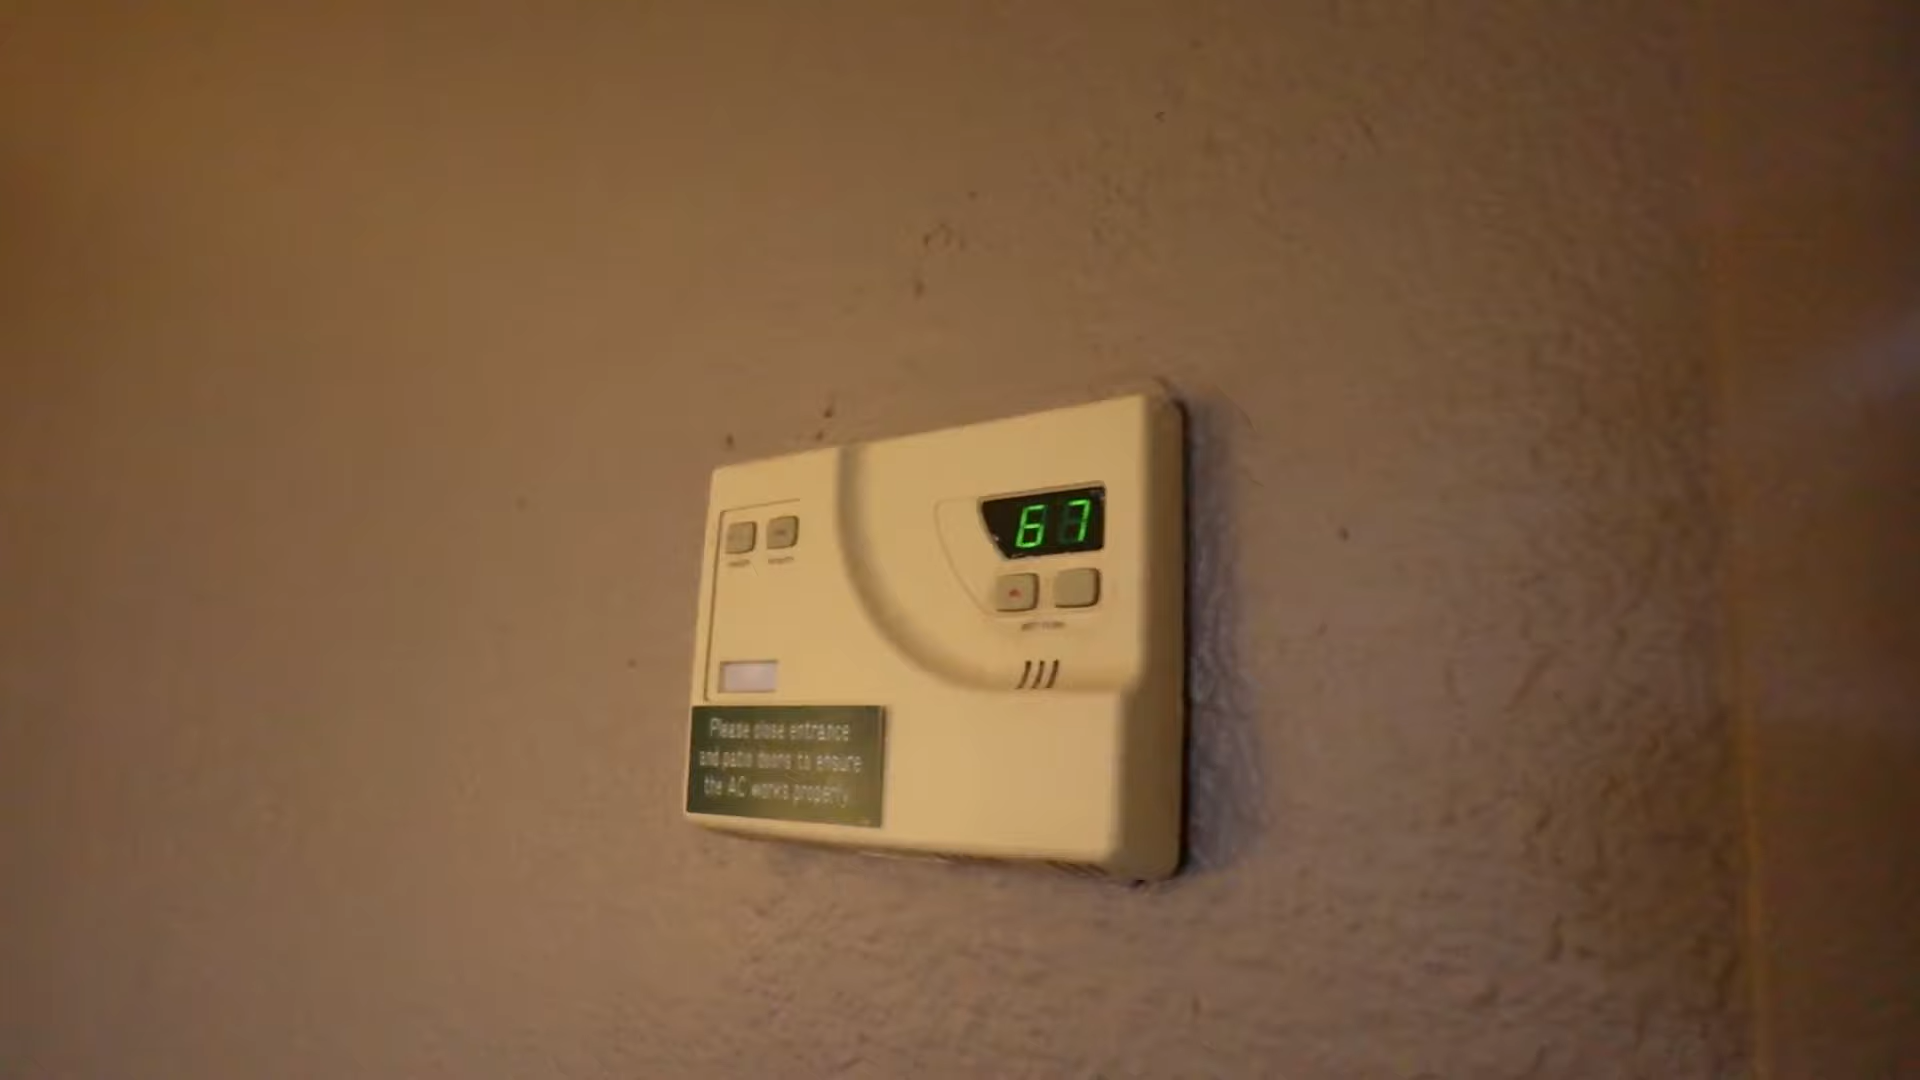 67
Please close entrance
and patio doors to ensure
the AC works properly.